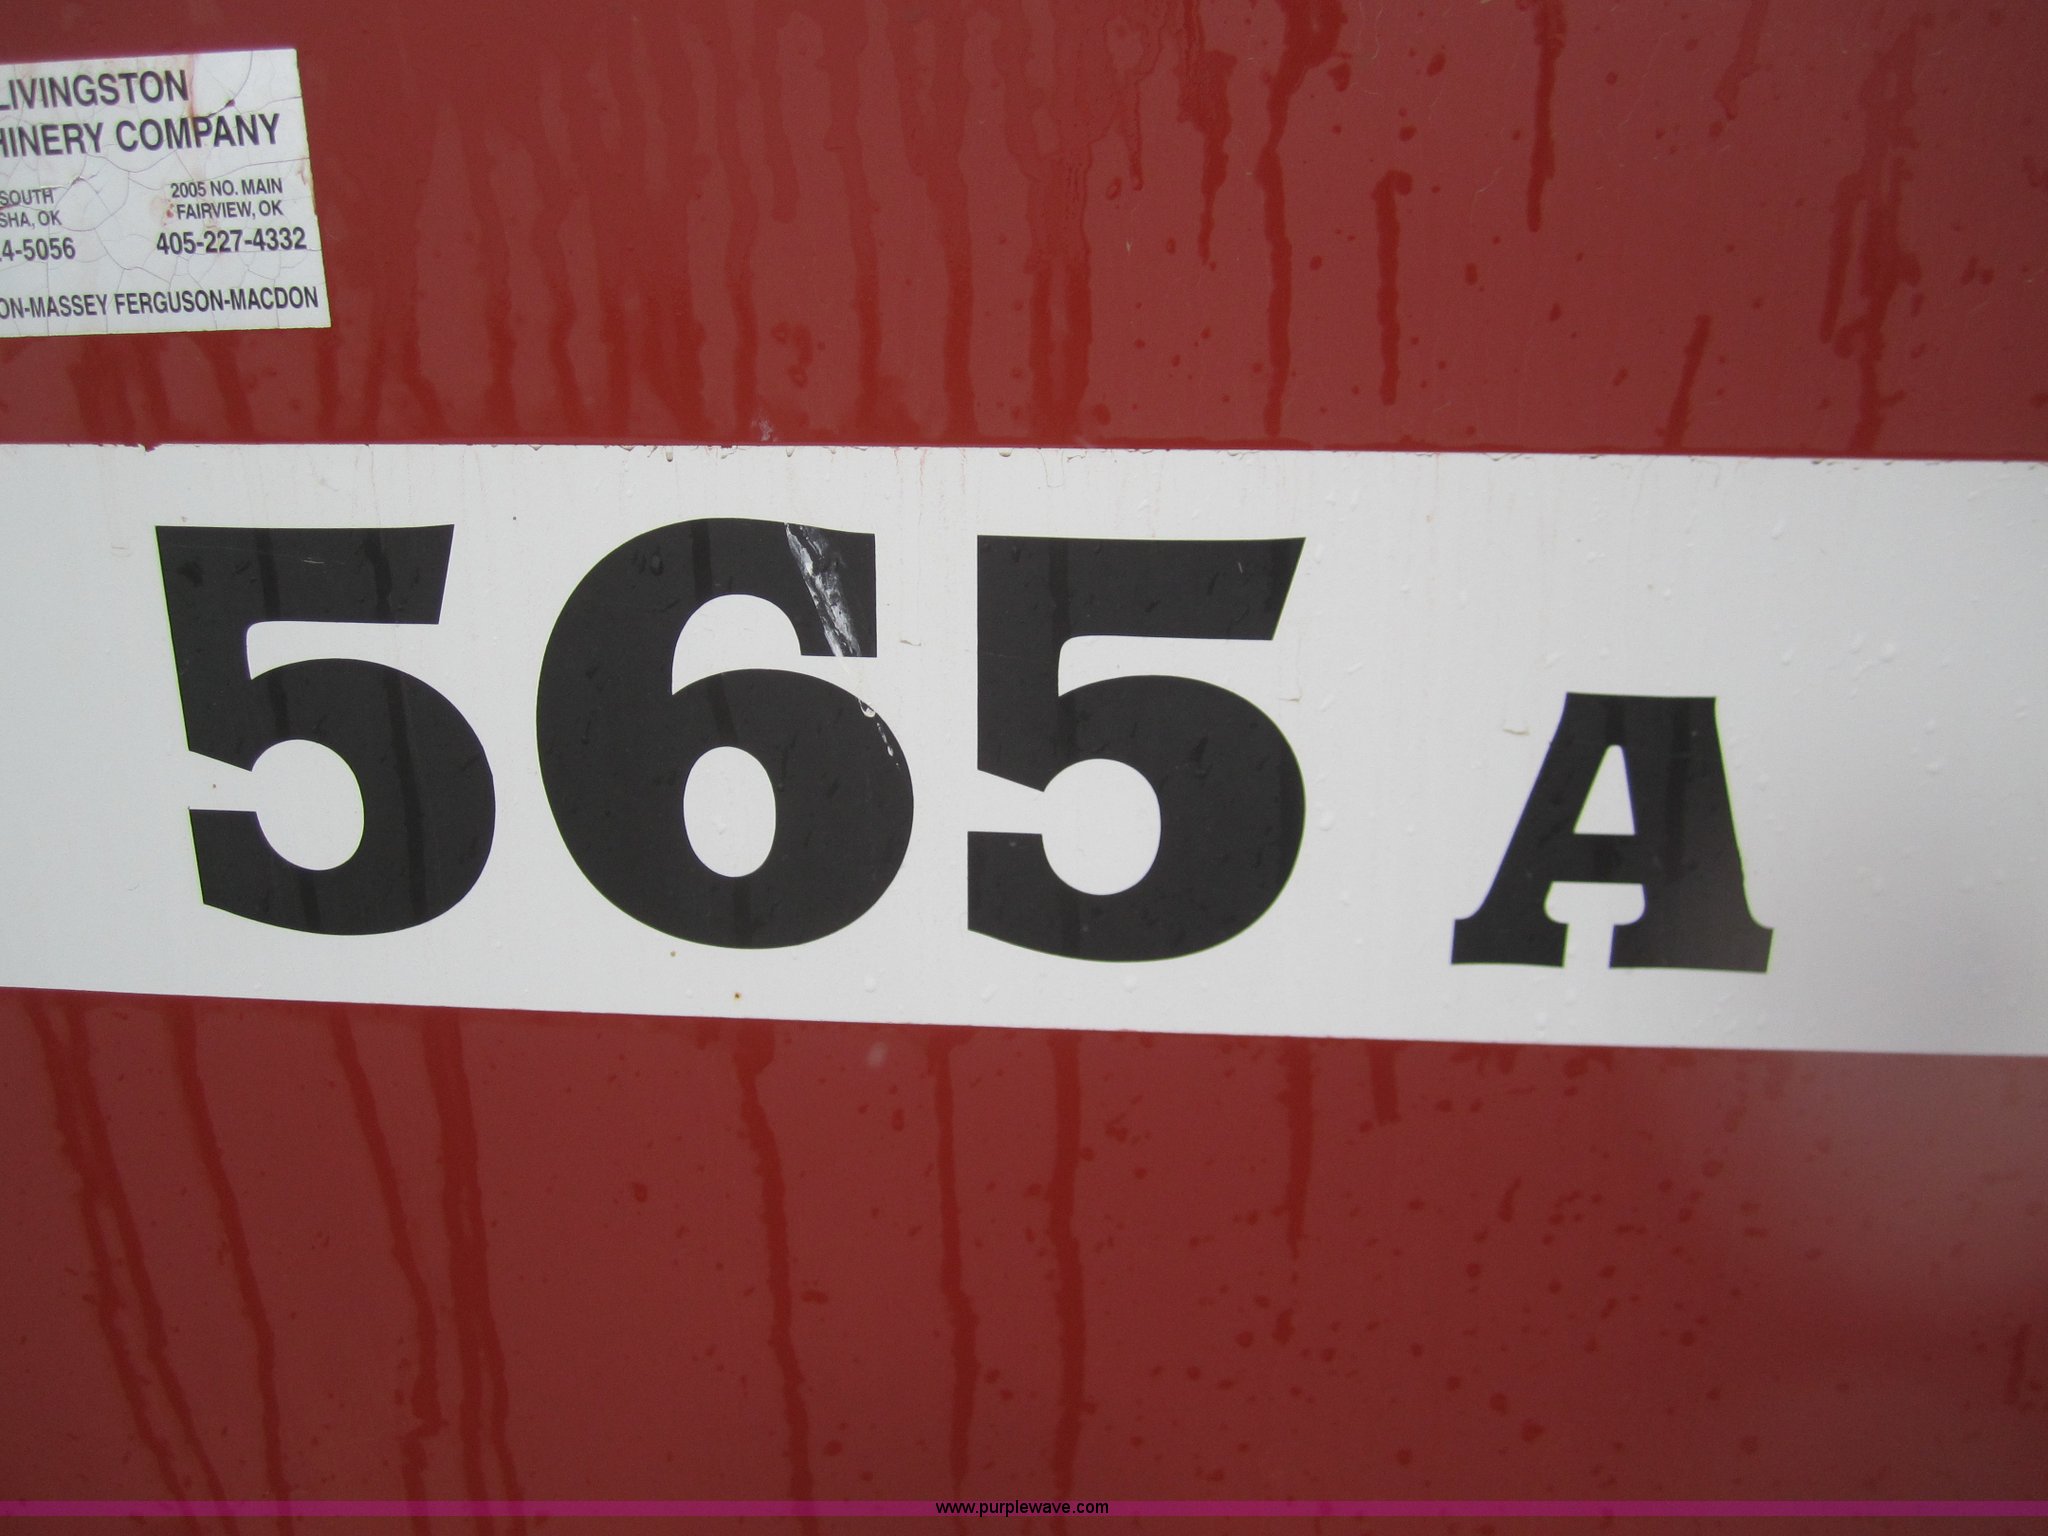 LIVINGSTON
HINERY COMPANY
SOUTH
SHA, OK
4-5056
2005 NO. MAIN
FAIRVIEW, OK
405-227-4332
ON-MASSEY FERGUSON-MACDON
565 A
www.purplewave.com